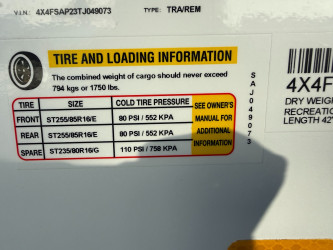 V.I.N.: 4X4FSAP23TJ049073 TYPE: TRA/REM
TIRE AND LOADING INFORMATION
The combined weight of cargo should never exceed
794 kgs or 1750 lbs.
TIRE SIZE COLD TIRE PRESSURE
FRONT ST255/85R16/E 80 PSI / 552 KPA
REAR ST255/85R16/E 80 PSI / 552 KPA
SPARE ST235/80R16/G 110 PSI / 758 KPA
SEE OWNER'S
MANUAL FOR
ADDITIONAL
INFORMATION
SAJ049073
4X4F
DRY WEIG
RECREATIO
LENGTH 42'